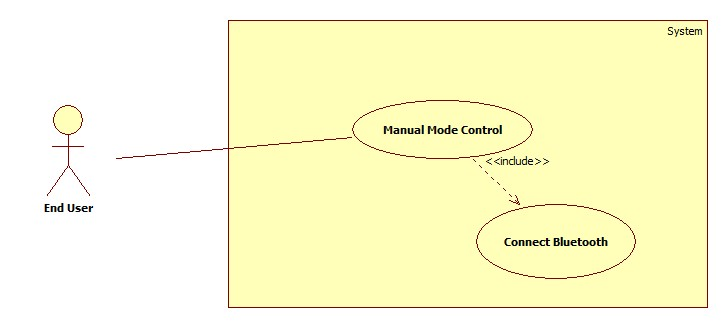 System
Manual Mode Control
<<include>>
End User
Connect Bluetooth